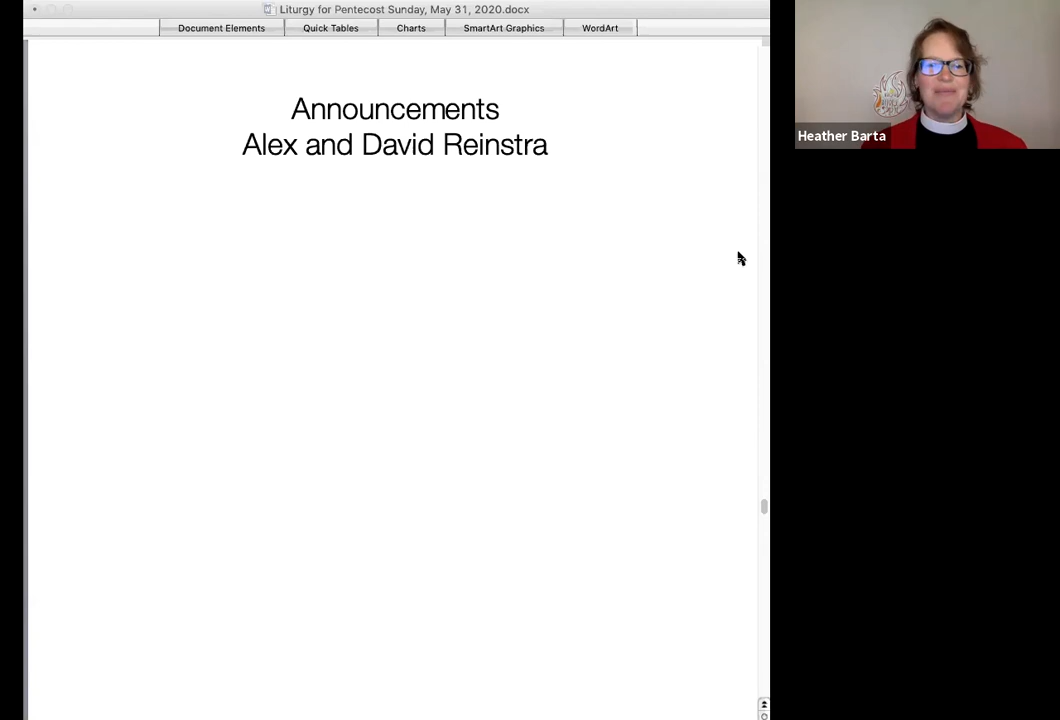 Liturgy for Pentecost Sunday, May 31, 2020.docx
Document Elements
Quick Tables
Charts
SmartArt Graphics
WordArt
Announcements
Alex and David Reinstra
Heather Barta